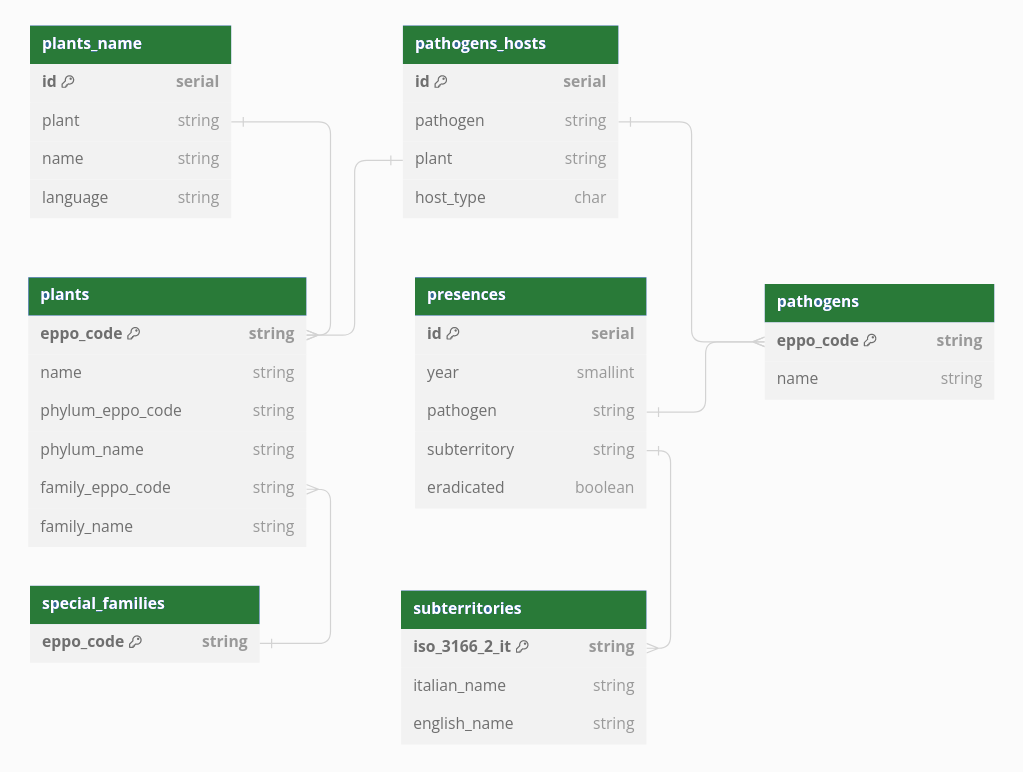 plants_name
id serial
plant string
name string
language string
pathogens_hosts
id serial
pathogen string
plant string
host_type char
plants
eppo_code string
name string
phylum_eppo_code string
phylum_name string
family_eppo_code string
family_name string
presences
id serial
year smallint
pathogen string
subterritory string
eradicated boolean
pathogens
eppo_code string
name string
special_families
eppo_code string
subterritories
iso_3166_2_it string
italian_name string
english_name string